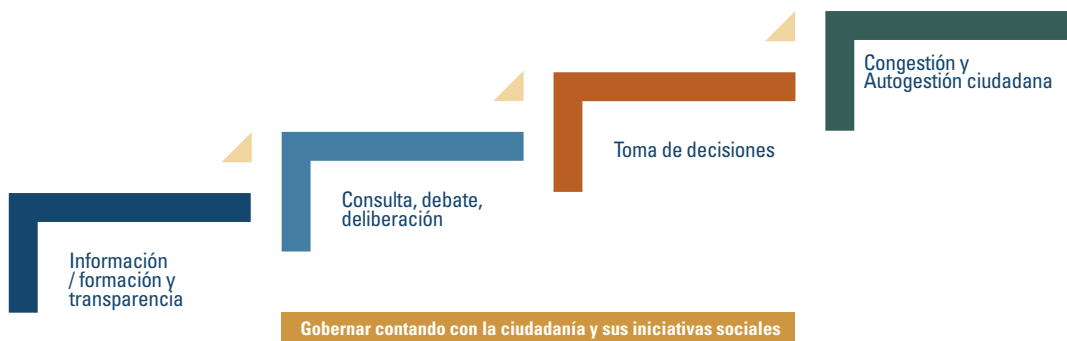 Información
/ formación y
transparencia
Consulta, debate,
deliberación
Toma de decisiones
Congestión y
Autogestión ciudadana
Gobernar contando con la ciudadanía y sus iniciativas sociales